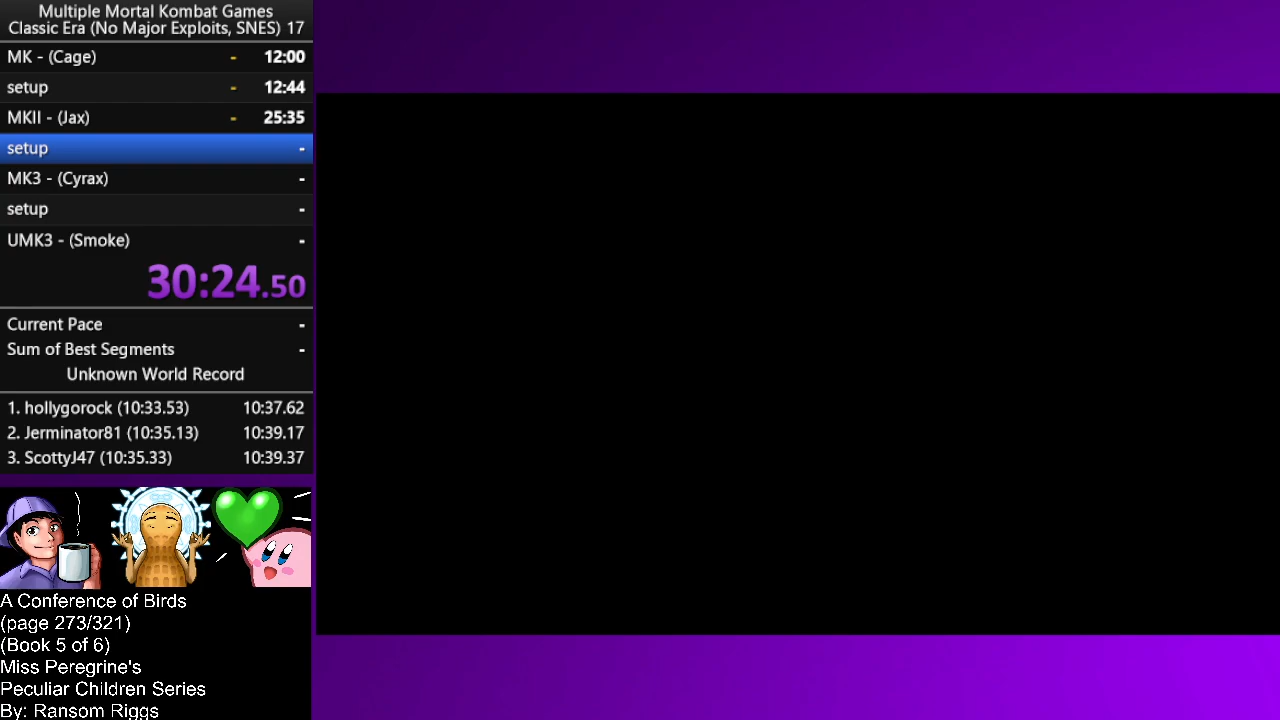 Multiple Mortal Kombat Games
Classic Era (No Major Exploits, SNES) 17
MK - (Cage) - 12:00
setup - 12:44
MKII - (Jax) - 25:35
setup -
MK3 - (Cyrax) -
setup -
UMK3 - (Smoke) -
30:24.50
Current Pace -
Sum of Best Segments -
Unknown World Record
1. hollygorock (10:33.53) 10:37.62
2. Jerminator81 (10:35.13) 10:39.17
3. ScottyJ47 (10:35.33) 10:39.37
A Conference of Birds
(page 273/321)
(Book 5 of 6)
Miss Peregrine's
Peculiar Children Series
By: Ransom Riggs